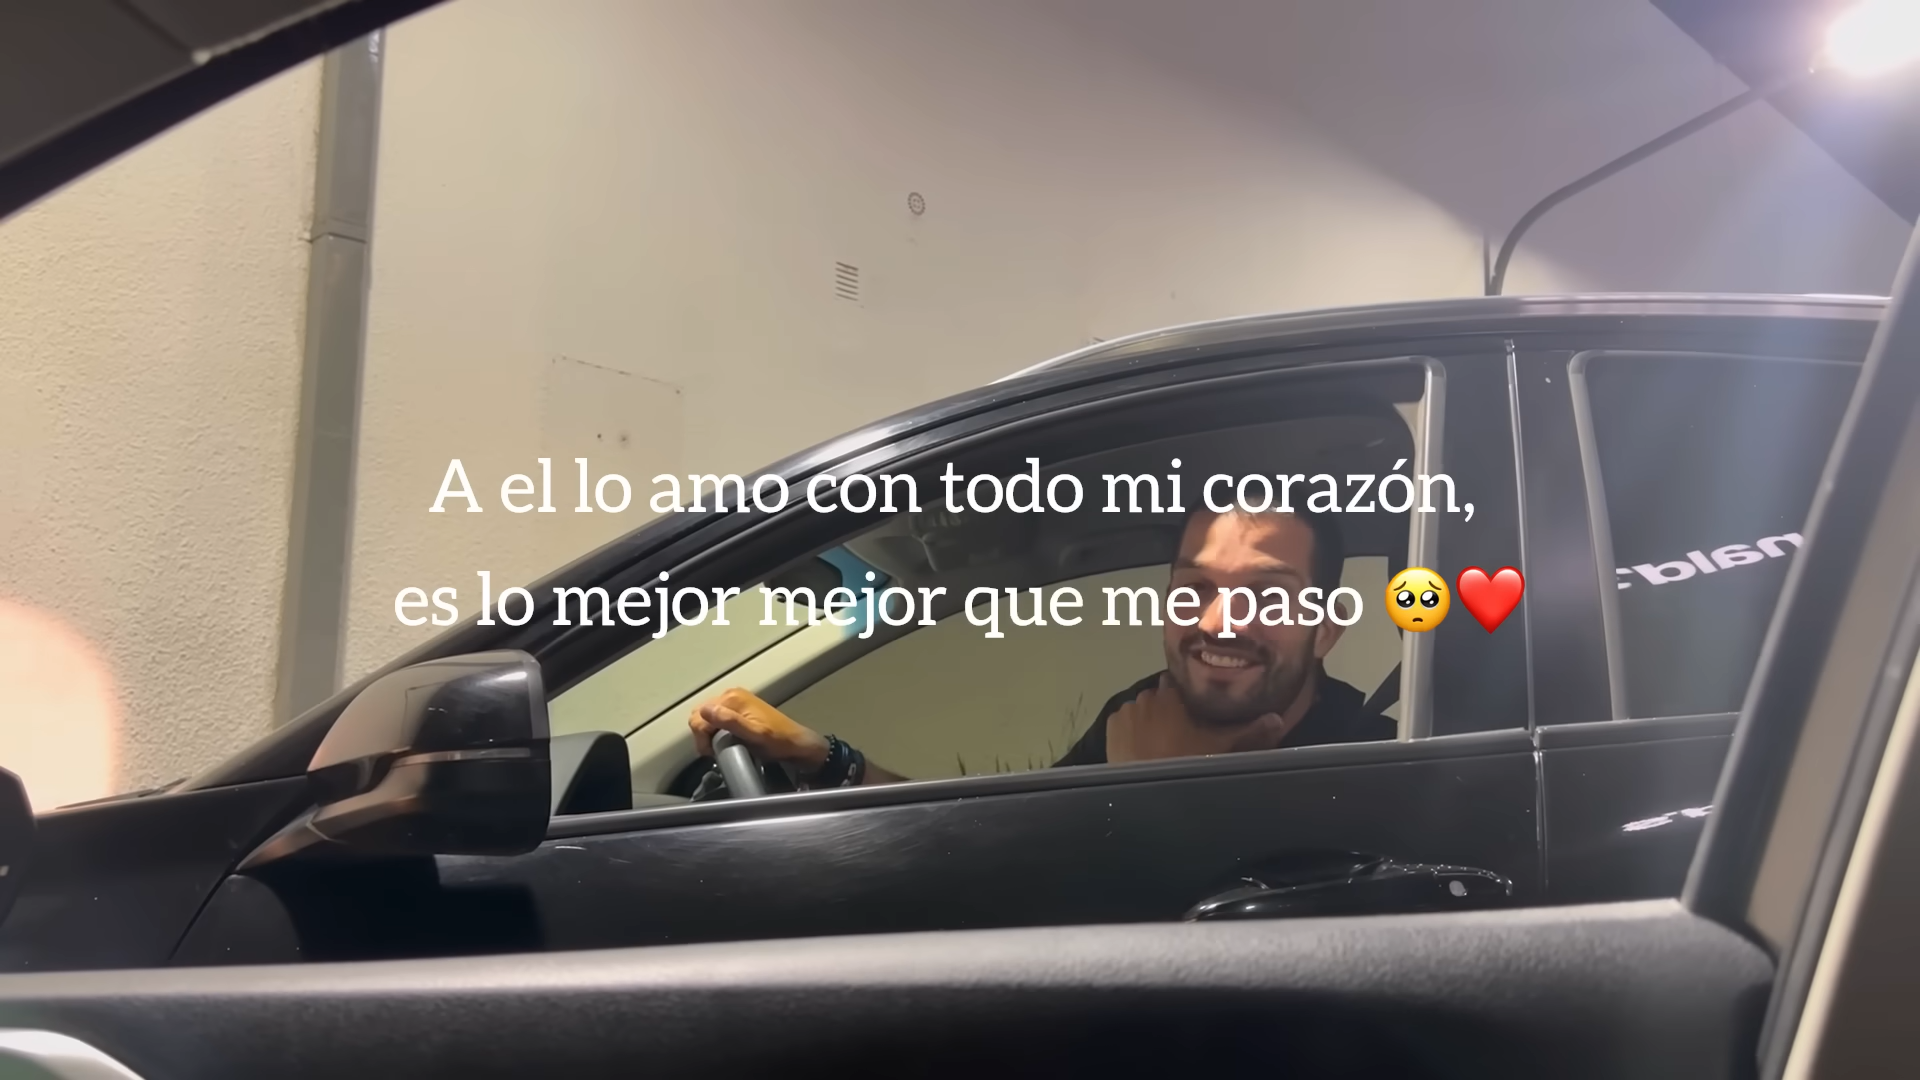 A el lo amo con todo mi corazón,
es lo mejor mejor que me paso 🥺❤️